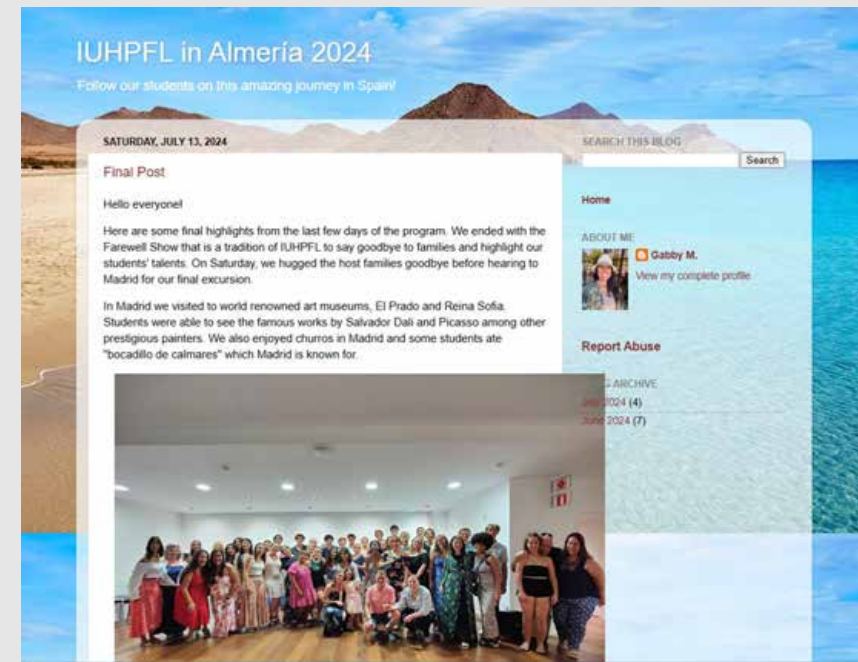 IUHPFL in Almería 2024
Follow our students on this amazing journey in Spain!
SATURDAY, JULY 13, 2024
Final Post
Hello everyone!
Here are some final highlights from the last few days of the program. We ended with the
Farewell Show that is a tradition of IUHPFL to say goodbye to families and highlight our
students' talents. On Saturday, we hugged the host families goodbye before hearing to
Madrid for our final excursion.
In Madrid we visited to world renowned art museums, El Prado and Reina Sofia.
Students were able to see the famous works by Salvador Dali and Picasso among other
prestigious painters. We also enjoyed churros in Madrid and some students ate
"bocadillo de calmares" which Madrid is known for.
SEARCH THIS BLOG
Search
Home
ABOUT ME
Gabby M.
View my complete profile
Report Abuse
ARCHIVE
2024 (4)
June 2024 (7)